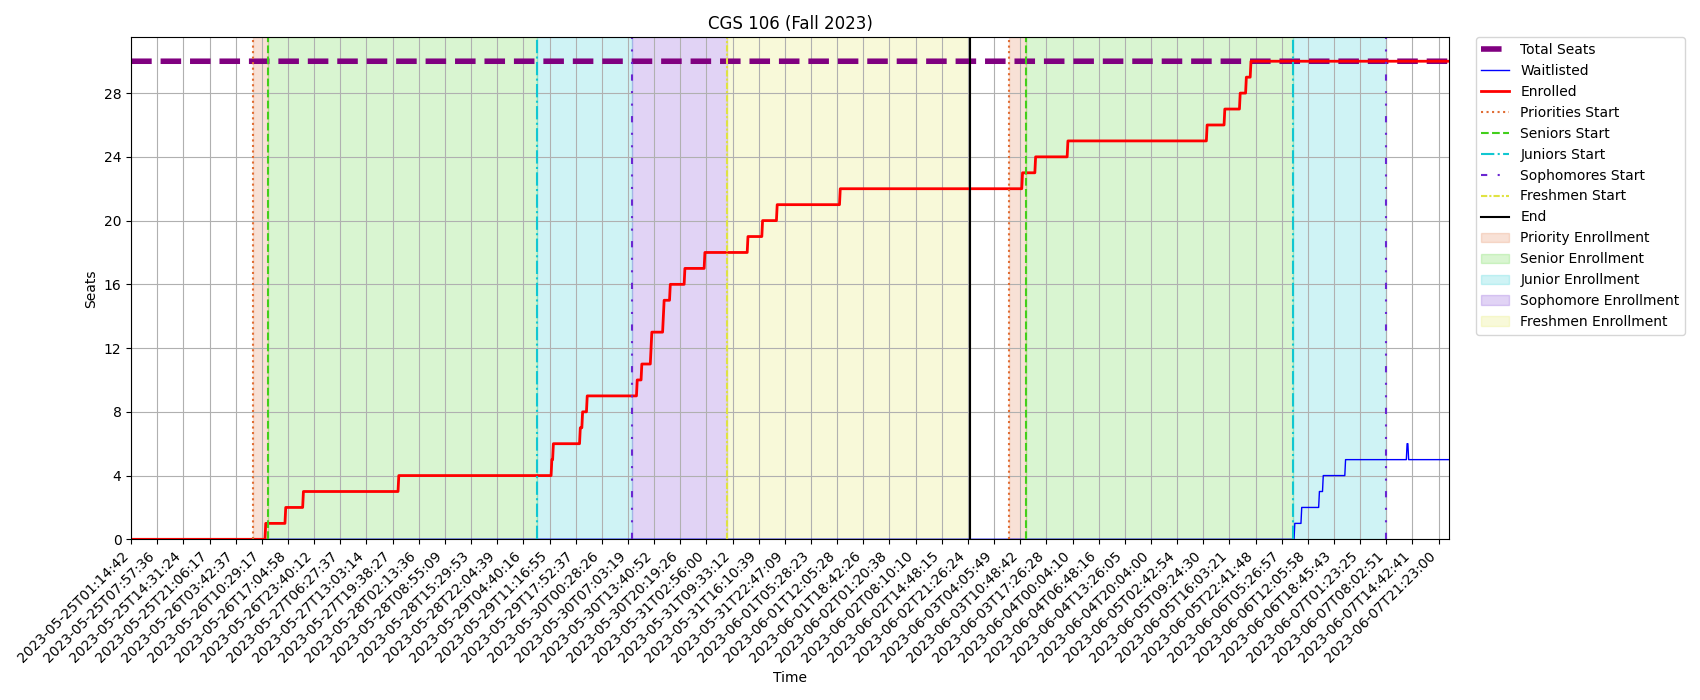 CGS 106 (Fall 2023)
Total Seats
Waitlisted
Enrolled
Priorities Start
Seniors Start
Juniors Start
Sophomores Start
Freshmen Start
End
Priority Enrollment
Senior Enrollment
Junior Enrollment
Sophomore Enrollment
Freshmen Enrollment
Seats
28
24
20
16
12
8
4
0
2023-05-25T01:14:42
2023-05-25T07:57:36
2023-05-25T14:31:24
2023-05-25T21:06:17
2023-05-26T03:42:37
2023-05-26T10:29:17
2023-05-26T17:04:58
2023-05-26T23:40:12
2023-05-27T06:27:37
2023-05-27T13:03:14
2023-05-27T19:38:27
2023-05-28T02:13:36
2023-05-28T08:55:09
2023-05-28T15:29:53
2023-05-28T22:04:39
2023-05-29T04:40:16
2023-05-29T11:16:55
2023-05-29T17:52:37
2023-05-30T00:28:26
2023-05-30T07:03:19
2023-05-30T13:40:52
2023-05-30T20:19:26
2023-05-31T02:56:00
2023-05-31T09:33:12
2023-05-31T16:10:39
2023-05-31T22:47:09
2023-06-01T05:28:23
2023-06-01T12:05:28
2023-06-01T18:42:26
2023-06-02T01:20:38
2023-06-02T08:10:10
2023-06-02T14:48:15
2023-06-02T21:26:24
2023-06-03T04:05:49
2023-06-03T10:48:42
2023-06-03T17:26:28
2023-06-04T00:04:10
2023-06-04T06:48:16
2023-06-04T13:26:05
2023-06-04T20:04:00
2023-06-05T02:42:54
2023-06-05T09:24:30
2023-06-05T16:03:21
2023-06-05T22:41:48
2023-06-06T05:26:57
2023-06-06T12:05:58
2023-06-06T18:45:43
2023-06-07T01:23:25
2023-06-07T08:02:51
2023-06-07T14:42:41
2023-06-07T21:23:00
Time